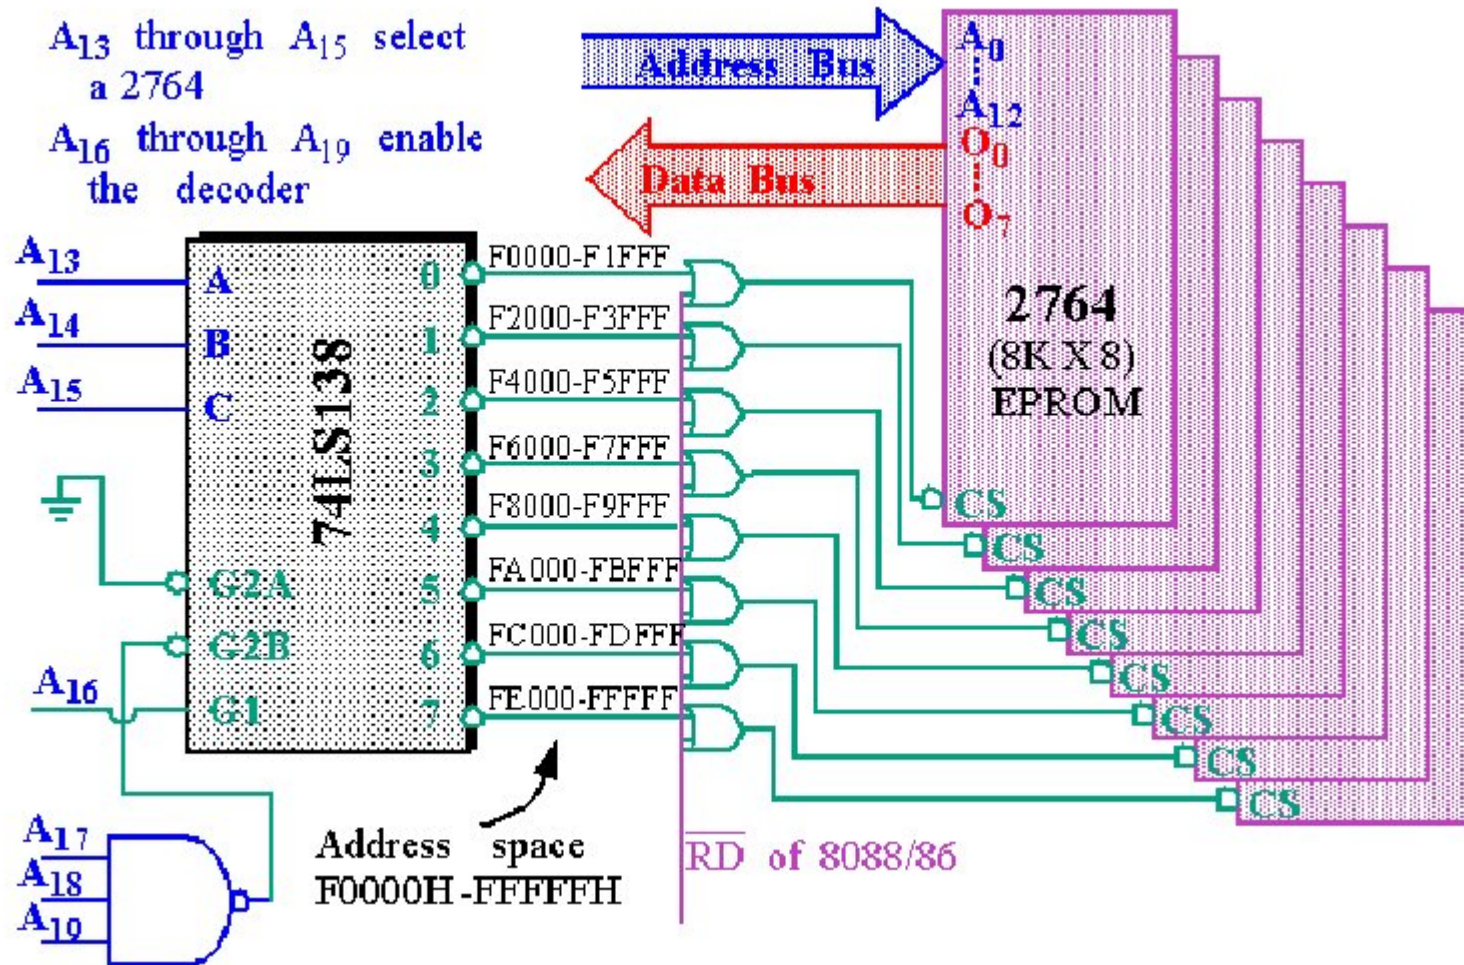 A13 through A15 select
a 2764
A16 through A19 enable
the decoder
Address Bus
Data Bus
A0
A12
O0
O7
2764
(8K X 8)
EPROM
A13
A14
A15
A
B
C
74LS138
G2A
G2B
G1
A16
0
1
2
3
4
5
6
7
F0000-F1FFF
F2000-F3FFF
F4000-F5FFF
F6000-F7FFF
F8000-F9FFF
FA000-FBFFF
FC000-FDFFF
FE000-FFFFF
CS
CS
CS
CS
CS
CS
CS
CS
A17
A18
A19
Address space
F0000H-FFFFFH
RD of 8088/86